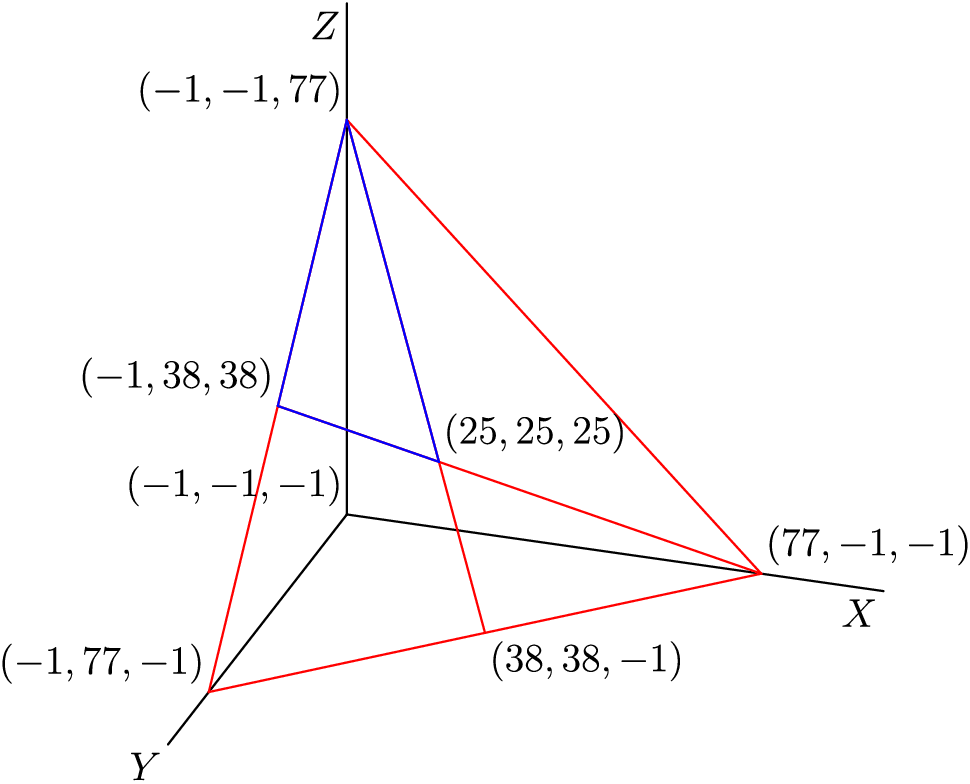 Z
(−1, −1, 77)
(−1, 38, 38)
(25, 25, 25)
(−1, −1, −1)
(77, −1, −1)
X
(−1, 77, −1)
(38, 38, −1)
Y